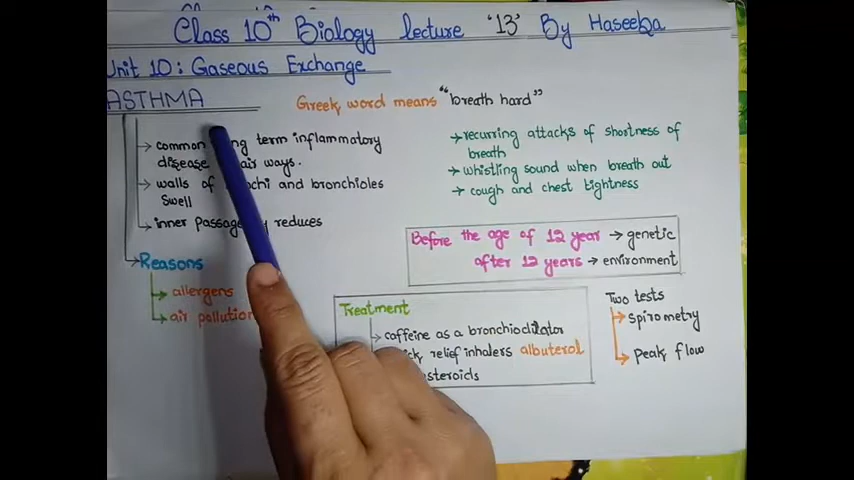 Class 10th Biology lecture '13' By Haseeba
Unit 10: Gaseous Exchange
ASTHMA
Greek word means "breath hard"
→ common term inflammatory
disease air ways.
→ walls of and bronchioles
Swell
→ inner reduces
→ recurring attacks of shortness of
breath
→ whistling sound when breath out
→ cough and chest tightness
Before the age of 12 year → genetic
after 12 years → environment
→ Reasons
→ allergens
→ air pollution
Treatment
→ caffeine as a bronchiodilator
relief inhalers albuterol
steroids
Two tests
→ spirometry
→ peak flow